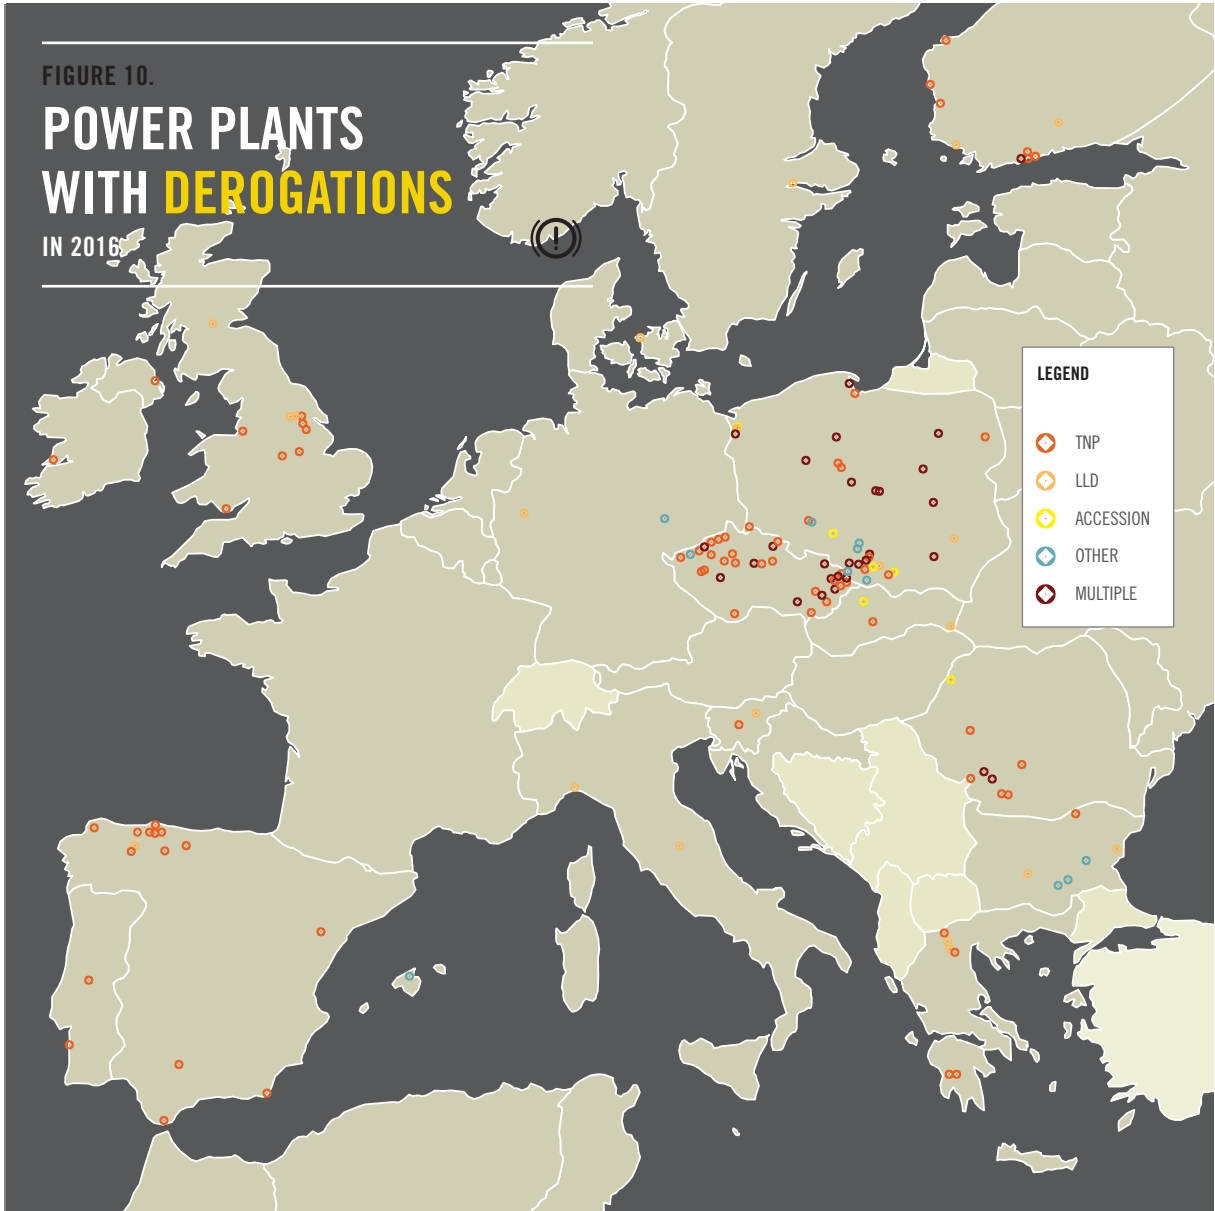 FIGURE 10.
POWER PLANTS
WITH DEROGATIONS
IN 2016
LEGEND
TNP
LLD
ACCESSION
OTHER
MULTIPLE